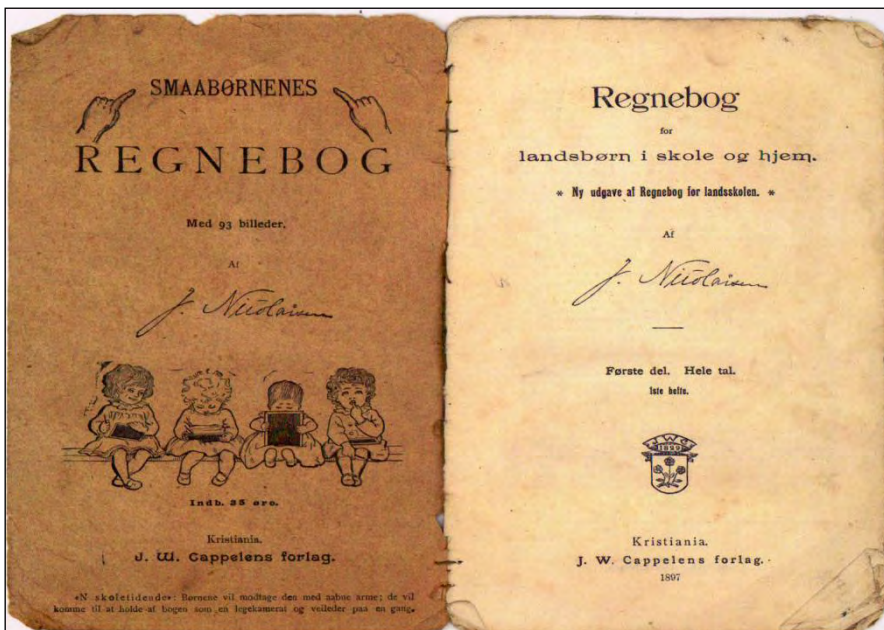 SMAABØRNENES
REGNEBOG
Med 93 billeder.
Af
J. Nicolaisen
Indb. 35 øre.
Kristiania.
J. W. Cappelens forlag.
«N skoletidende»: Børnene vil modtage den med aabne arme; de vil
komme til at holde af bogen som en legekamerat og veileder paa en gang.
Regnebog
for
landsbørn i skole og hjem.
* Ny udgave af Regnebog for landsskolen. *
Af
J. Nicolaisen
Første del. Hele tal.
1ste hefte.
J W C
1829
Kristiania.
J. W. Cappelens forlag.
1897